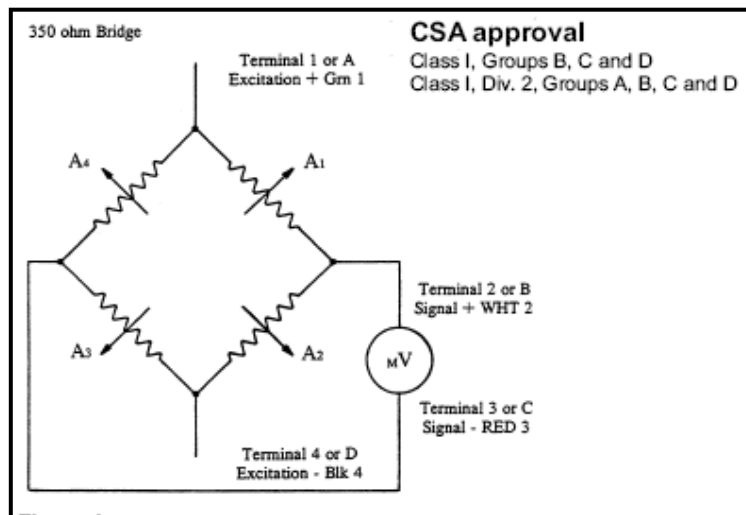 350 ohm Bridge
CSA approval
Class I, Groups B, C and D
Class I, Div. 2, Groups A, B, C and D
Terminal 1 or A
Excitation + Grn 1
A4
A1
Terminal 2 or B
Signal + WHT 2
A3
A2
MV
Terminal 3 or C
Signal - RED 3
Terminal 4 or D
Excitation - Blk 4